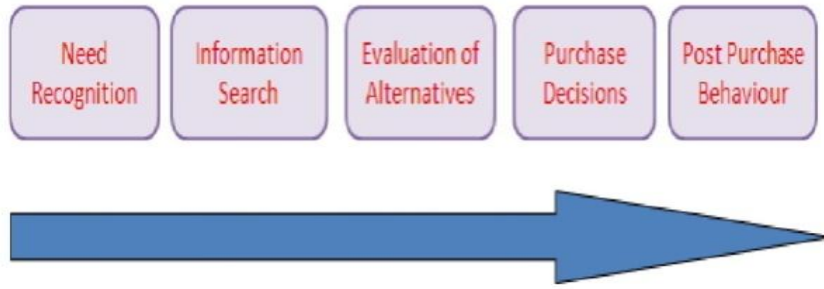 Need
Recognition
Information
Search
Evaluation of
Alternatives
Purchase
Decisions
Post Purchase
Behaviour